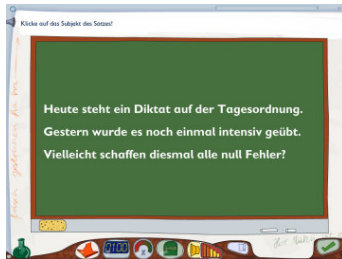 Klicke auf das Subjekt des Satzes!
Heute steht ein Diktat auf der Tagesordnung.
Gestern wurde es noch einmal intensiv geübt.
Vielleicht schaffen diesmal alle null Fehler?